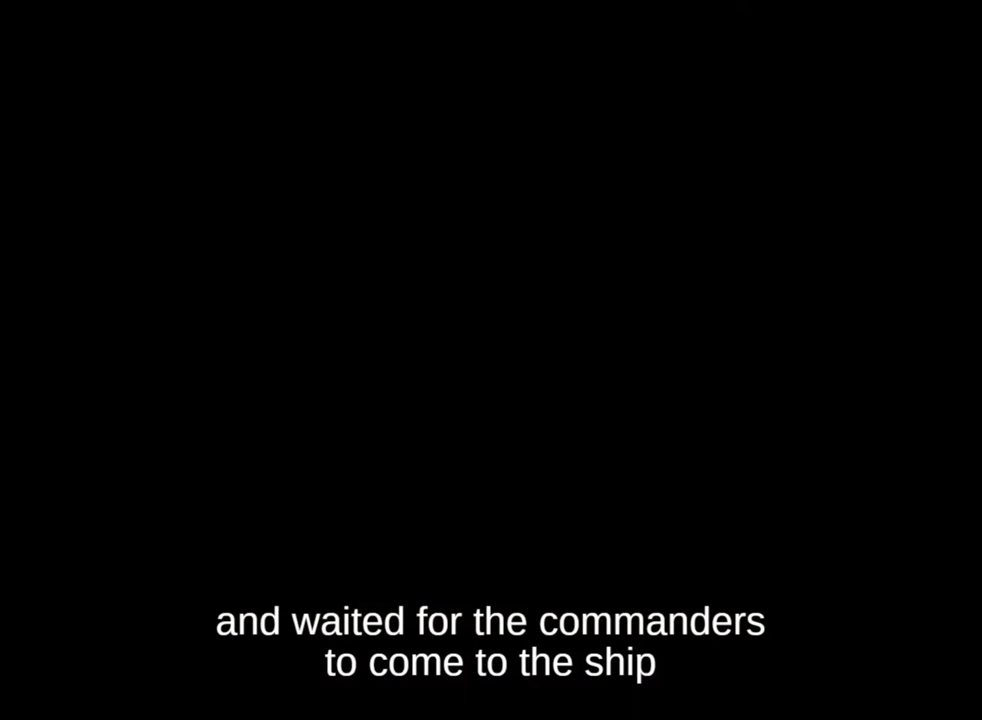 and waited for the commanders
to come to the ship